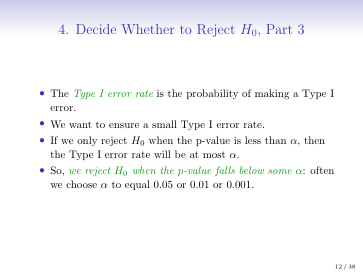 4. Decide Whether to Reject H₀, Part 3
• The Type I error rate is the probability of making a Type I
error.
• We want to ensure a small Type I error rate.
• If we only reject H₀ when the p-value is less than α, then
the Type I error rate will be at most α.
• So, we reject H₀ when the p-value falls below some α: often
we choose α to equal 0.05 or 0.01 or 0.001.
12 / 38